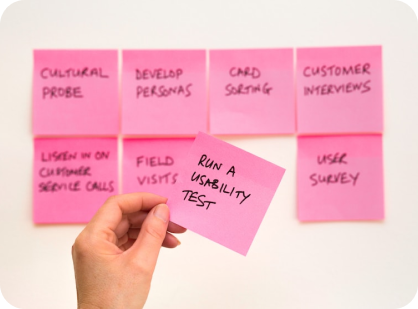 CULTURAL
PROBE
DEVELOP
PERSONAS
CARD
SORTING
CUSTOMER
INTERVIEWS
LISTEN IN ON
CUSTOMER
SERVICE CALLS
FIELD
VISITS
RUN A
USABILITY
TEST
USER
SURVEY